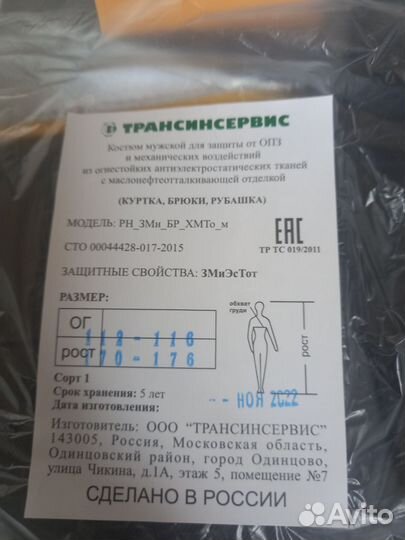 ТРАНСИНСЕРВИС
Костюм мужской для защиты от ОПЗ
и механических воздействий
из огнестойких антиэлектростатических тканей
с маслонефтеотталкивающей отделкой
(КУРТКА, БРЮКИ, РУБАШКА)
МОДЕЛЬ: РН_ЗМи_БР_ХМТо_м
ЕАС
СТО 00044428-017-2015
ТР ТС 019/2011
ЗАЩИТНЫЕ СВОЙСТВА: ЗМиЭсТот
РАЗМЕР:
обхват
груди
ОГ
112-116
рост
170-176
рост
Сорт 1
Срок хранения: 5 лет
Дата изготовления:
- НОЯ 2022
Изготовитель: ООО "ТРАНСИНСЕРВИС"
143005, Россия, Московская область,
Одинцовский район, город Одинцово,
улица Чикина, д.1А, этаж 5, помещение №7
СДЕЛАНО В РОССИИ
Avito